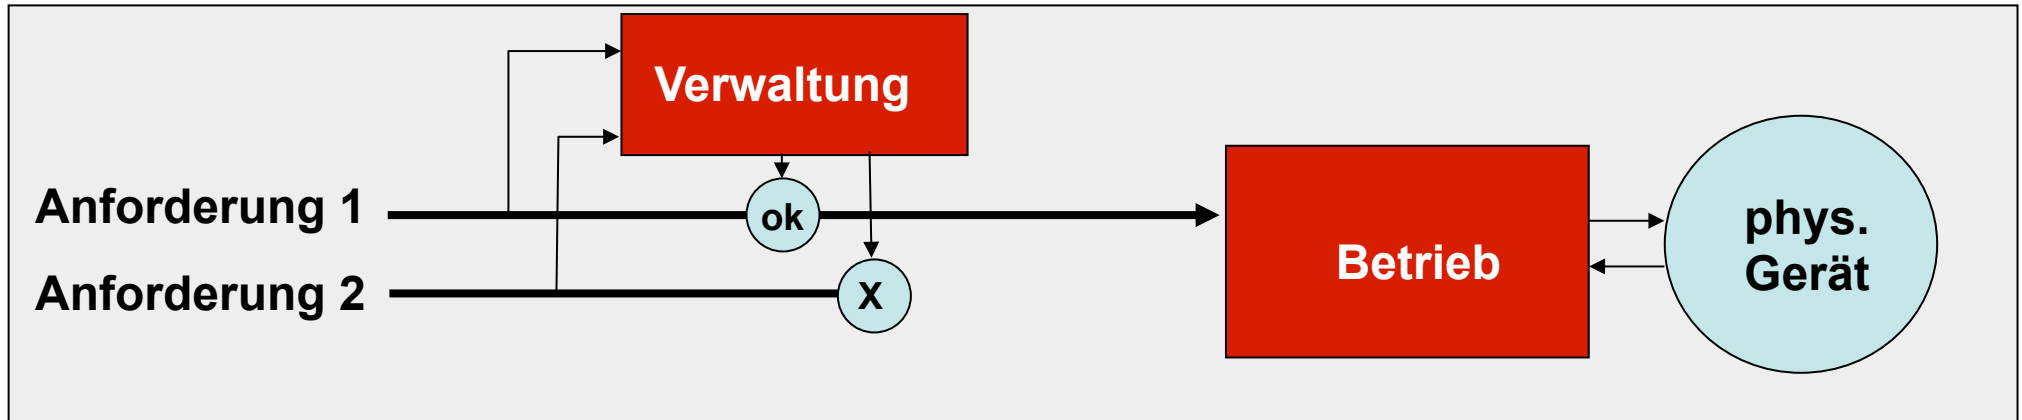 Verwaltung
Anforderung 1
ok
Anforderung 2
X
Betrieb
phys.
Gerät